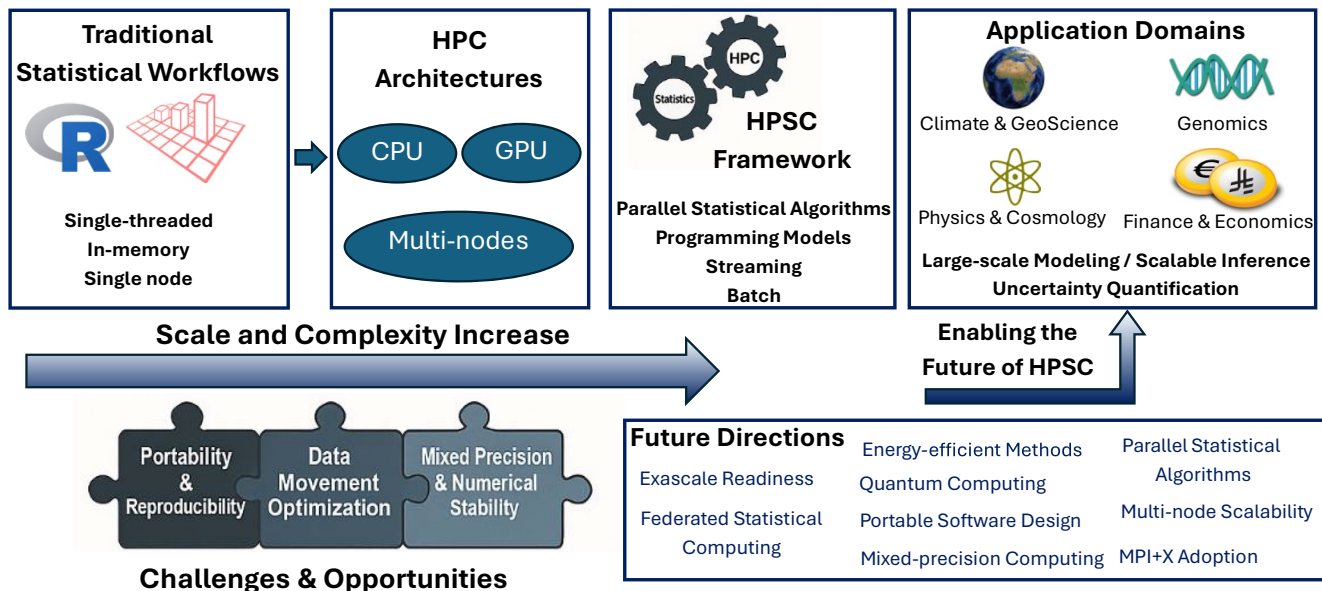 Traditional
Statistical Workflows
R
Single-threaded
In-memory
Single node
HPC
Architectures
CPU
GPU
Multi-nodes
HPC
Statistics
HPSC
Framework
Parallel Statistical Algorithms
Programming Models
Streaming
Batch
Application Domains
Climate & GeoScience
Genomics
€
Physics & Cosmology
Finance & Economics
Large-scale Modeling / Scalable Inference
Uncertainty Quantification
Scale and Complexity Increase
Enabling the
Future of HPSC
Portability
&
Reproducibility
Data
Movement
Optimization
Mixed Precision
& Numerical
Stability
Challenges & Opportunities
Future Directions
Exascale Readiness
Federated Statistical
Computing
Energy-efficient Methods
Quantum Computing
Portable Software Design
Mixed-precision Computing
Parallel Statistical
Algorithms
Multi-node Scalability
MPI+X Adoption